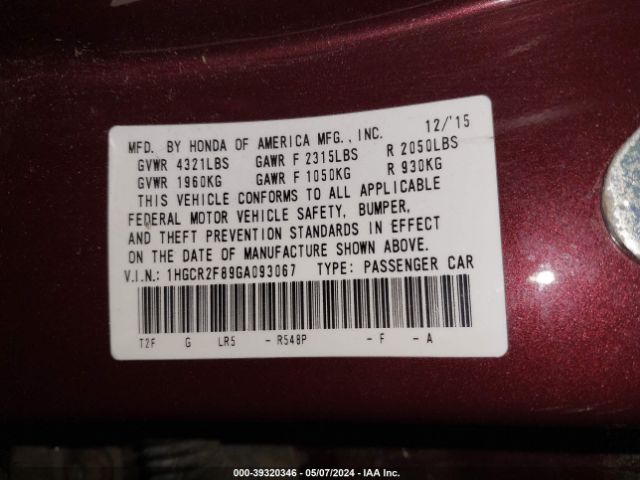 MFD. BY HONDA OF AMERICA MFG., INC. 12/'15
GVWR 4321LBS GAWR F 2315LBS R 2050LBS
GVWR 1960KG GAWR F 1050KG R 930KG
THIS VEHICLE CONFORMS TO ALL APPLICABLE
FEDERAL MOTOR VEHICLE SAFETY, BUMPER,
AND THEFT PREVENTION STANDARDS IN EFFECT
ON THE DATE OF MANUFACTURE SHOWN ABOVE.
V.I.N.: 1HGCR2F89GA093067 TYPE: PASSENGER CAR
T2F G LR5 - R548P - F - A
000-39320346 - 05/07/2024 - IAA Inc.